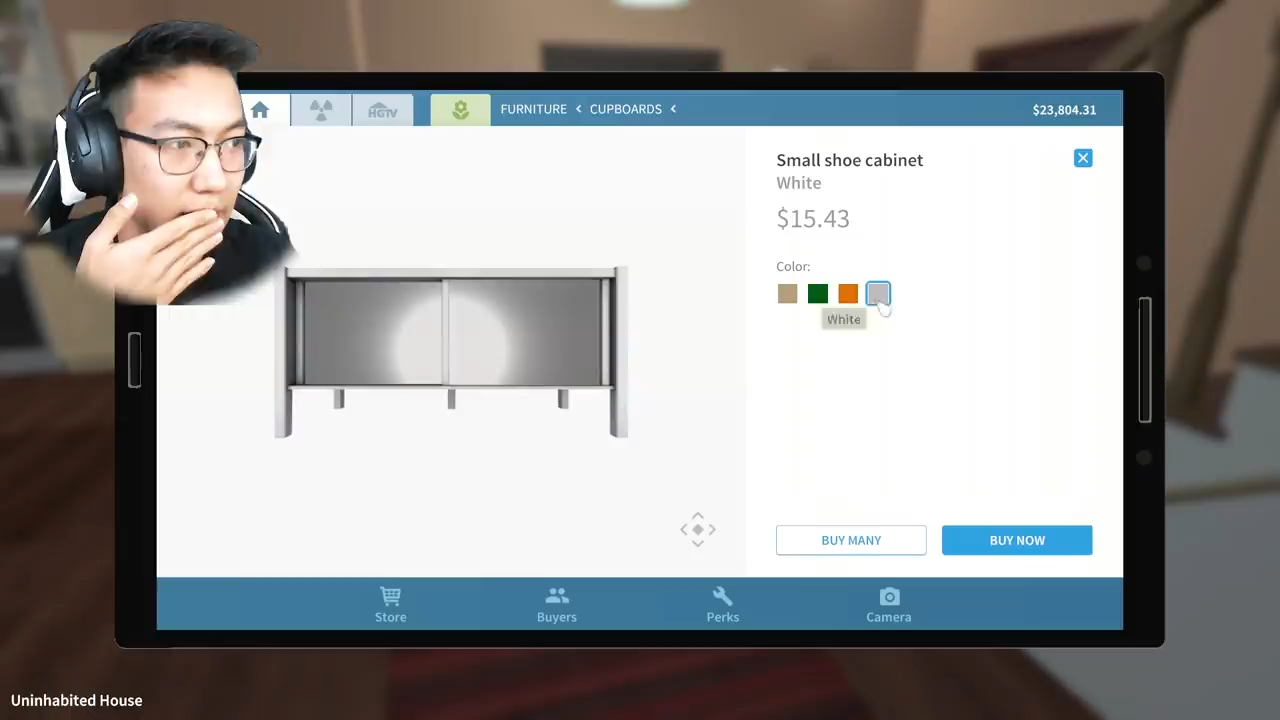 HGTV
FURNITURE < CUPBOARDS <
$23,804.31
Small shoe cabinet
White
$15.43
Color:
White
BUY MANY
BUY NOW
Store
Buyers
Perks
Camera
Uninhabited House